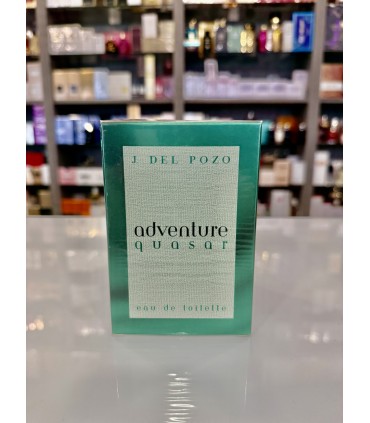 J. DEL POZO
adventure
quasar
eau de toilette